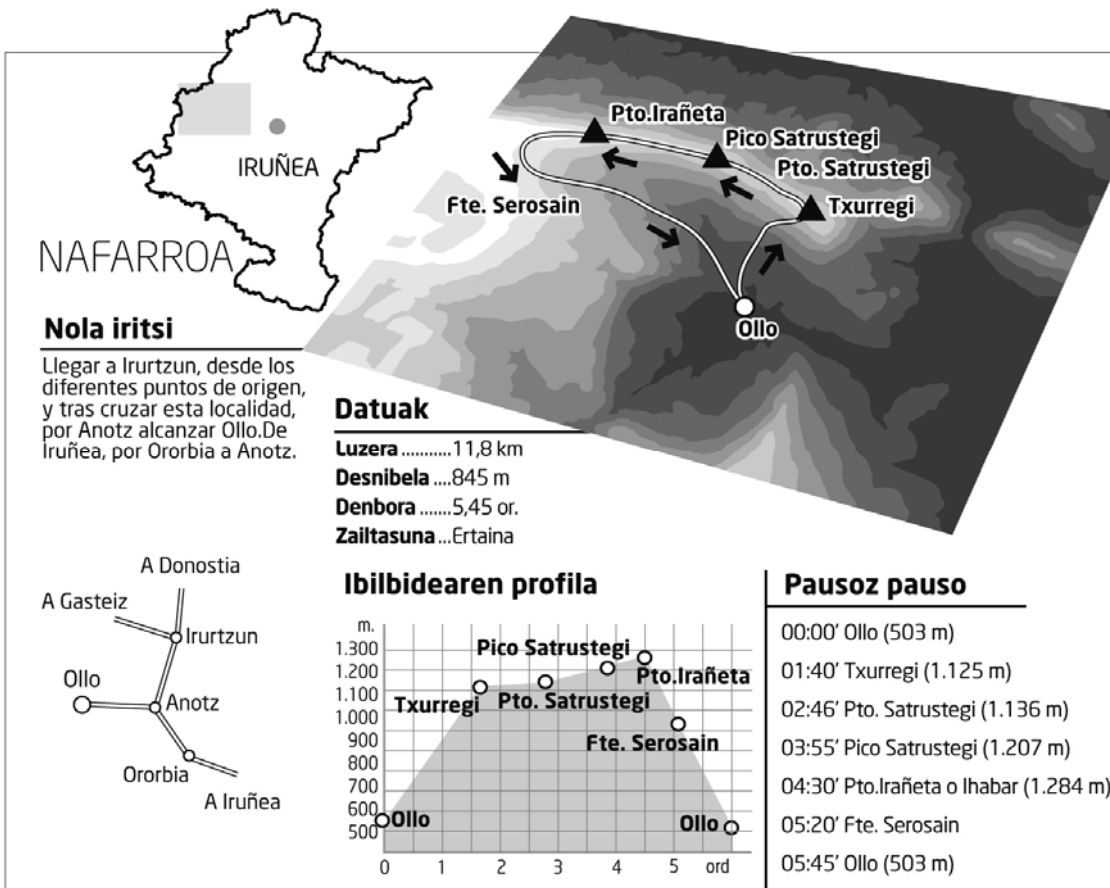 IRUÑEA
NAFARROA
Pto.Irañeta
Pico Satrustegi
Pto. Satrustegi
Txurregi
Fte. Serosain
Ollo
Nola iritsi
Llegar a Irurtzun, desde los
diferentes puntos de origen,
y tras cruzar esta localidad,
por Anotz alcanzar Ollo.De
Iruñea, por Ororbia a Anotz.
Datuak
Luzera ...........11,8 km
Desnibela ....845 m
Denbora .......5,45 or.
Zailtasuna ...Ertaina
A Donostia
A Gasteiz
Irurtzun
Ollo
Anotz
Ororbia
A Iruñea
Ibilbidearen profila
m.
1.300
1.200
1.100
1.000
900
800
700
600
500
Pico Satrustegi
Pto.Irañeta
Txurregi
Pto. Satrustegi
Fte. Serosain
Ollo
Ollo
0 1 2 3 4 5 ord
Pausoz pauso
00:00’ Ollo (503 m)
01:40’ Txurregi (1.125 m)
02:46’ Pto. Satrustegi (1.136 m)
03:55’ Pico Satrustegi (1.207 m)
04:30’ Pto.Irañeta o Ihabar (1.284 m)
05:20’ Fte. Serosain
05:45’ Ollo (503 m)